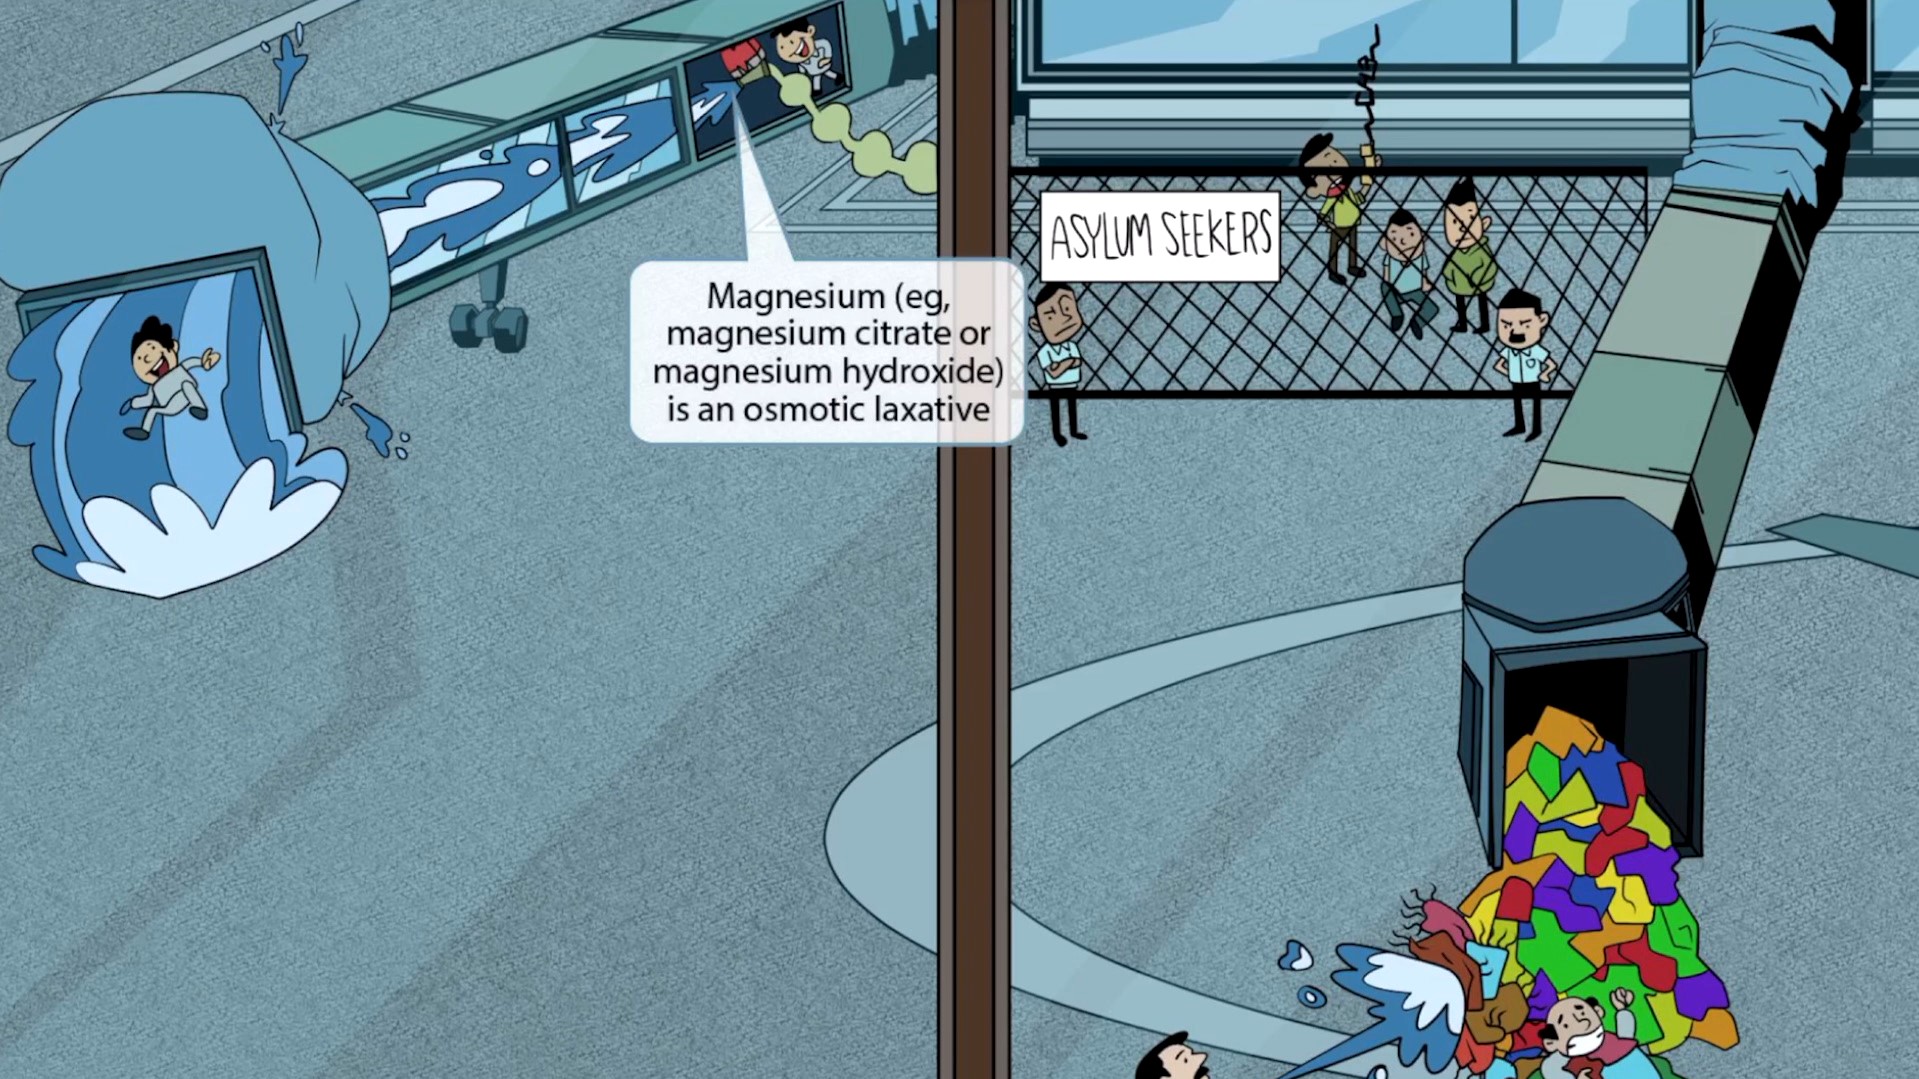 ASYLUM SEEKERS
Magnesium (eg,
magnesium citrate or
magnesium hydroxide)
is an osmotic laxative